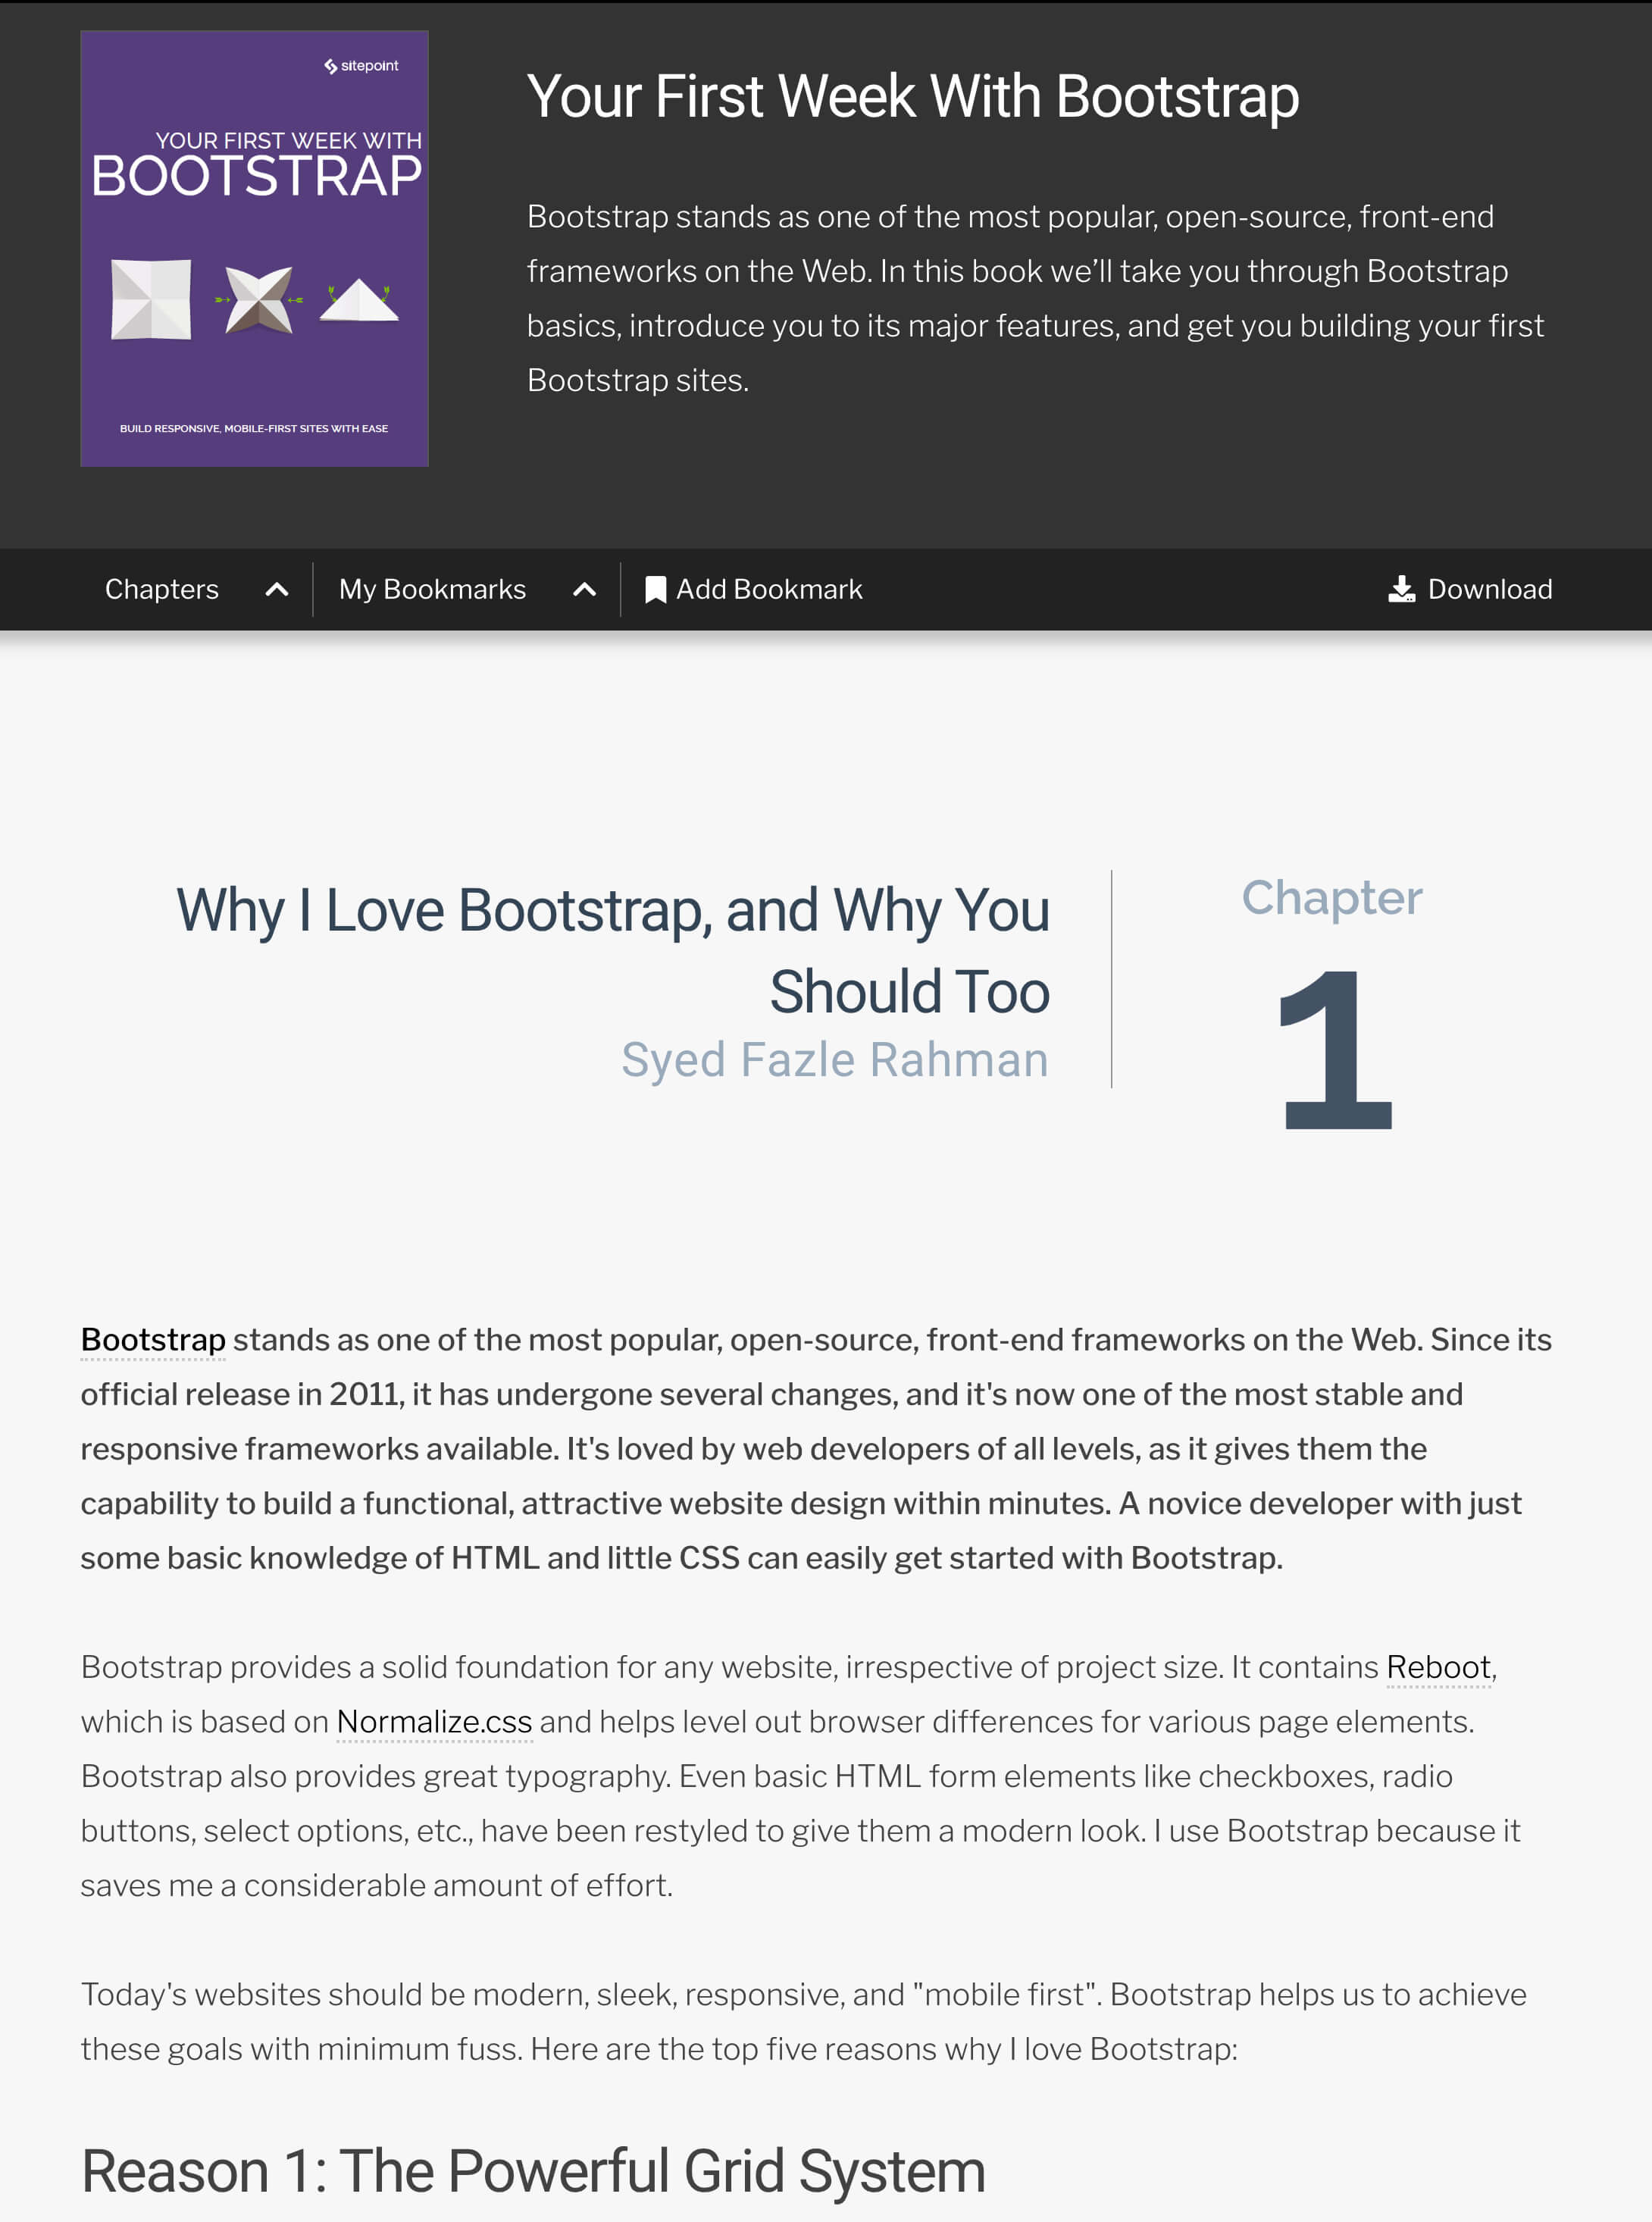 sitepoint
YOUR FIRST WEEK WITH
BOOTSTRAP
BUILD RESPONSIVE, MOBILE-FIRST SITES WITH EASE
Your First Week With Bootstrap
Bootstrap stands as one of the most popular, open-source, front-end
frameworks on the Web. In this book we’ll take you through Bootstrap
basics, introduce you to its major features, and get you building your first
Bootstrap sites.
Chapters My Bookmarks Add Bookmark Download
Why I Love Bootstrap, and Why You
Should Too
Syed Fazle Rahman
Chapter
1
Bootstrap stands as one of the most popular, open-source, front-end frameworks on the Web. Since its
official release in 2011, it has undergone several changes, and it's now one of the most stable and
responsive frameworks available. It's loved by web developers of all levels, as it gives them the
capability to build a functional, attractive website design within minutes. A novice developer with just
some basic knowledge of HTML and little CSS can easily get started with Bootstrap.
Bootstrap provides a solid foundation for any website, irrespective of project size. It contains Reboot,
which is based on Normalize.css and helps level out browser differences for various page elements.
Bootstrap also provides great typography. Even basic HTML form elements like checkboxes, radio
buttons, select options, etc., have been restyled to give them a modern look. I use Bootstrap because it
saves me a considerable amount of effort.
Today's websites should be modern, sleek, responsive, and "mobile first". Bootstrap helps us to achieve
these goals with minimum fuss. Here are the top five reasons why I love Bootstrap:
Reason 1: The Powerful Grid System